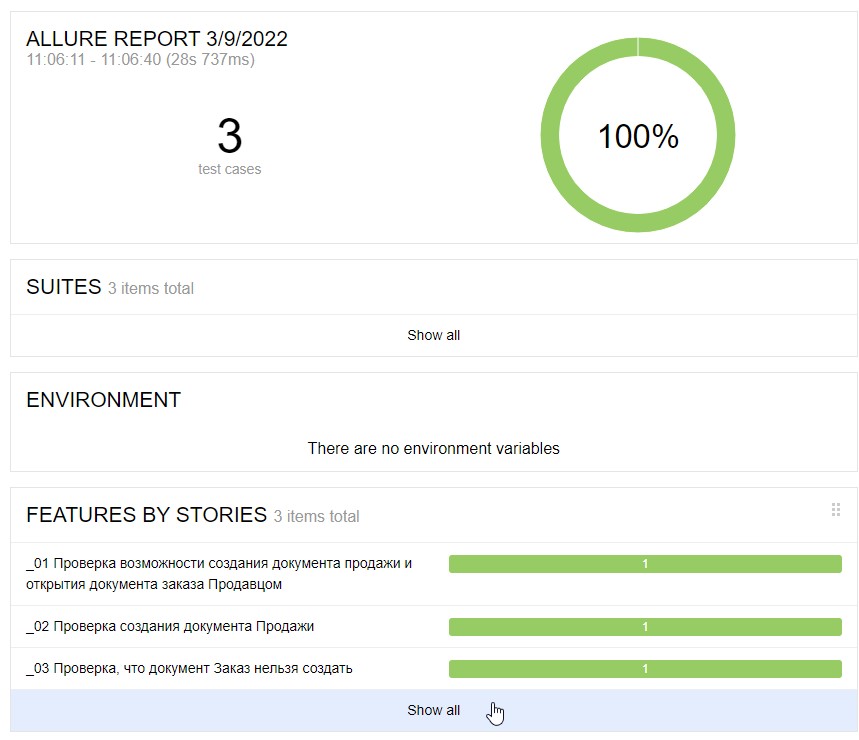 ALLURE REPORT 3/9/2022
11:06:11 - 11:06:40 (28s 737ms)
3
test cases
100%
SUITES 3 items total
Show all
ENVIRONMENT
There are no environment variables
FEATURES BY STORIES 3 items total
_01 Проверка возможности создания документа продажи и
открытия документа заказа Продавцом
1
_02 Проверка создания документа Продажи
1
_03 Проверка, что документ Заказ нельзя создать
1
Show all